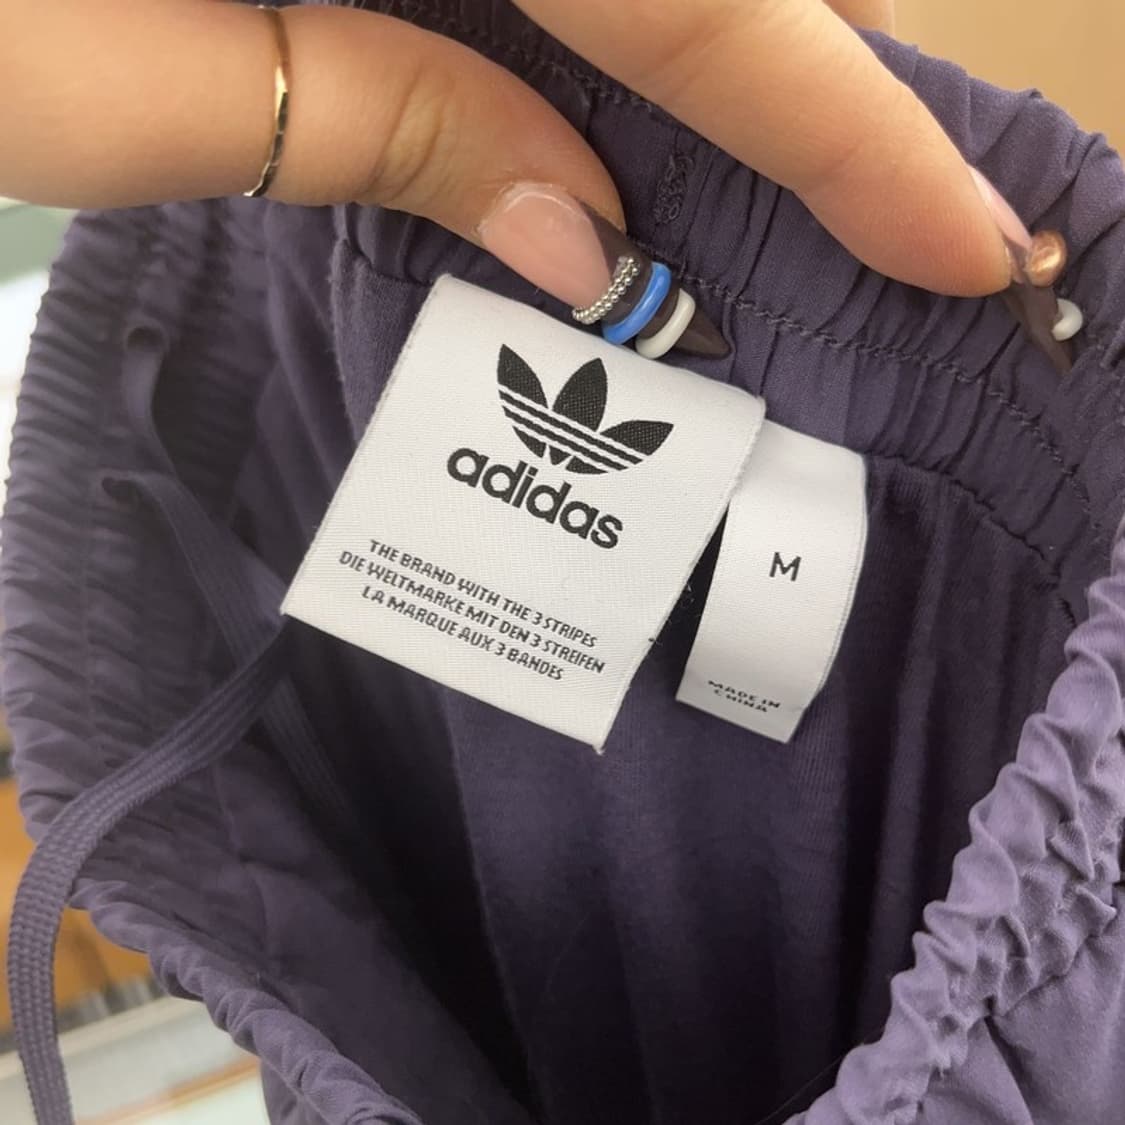 adidas
THE BRAND WITH THE 3 STRIPES
DIE WELTMARKE MIT DEN 3 STREIFEN
LA MARQUE AUX 3 BANDES
M
MADE IN
CHINA